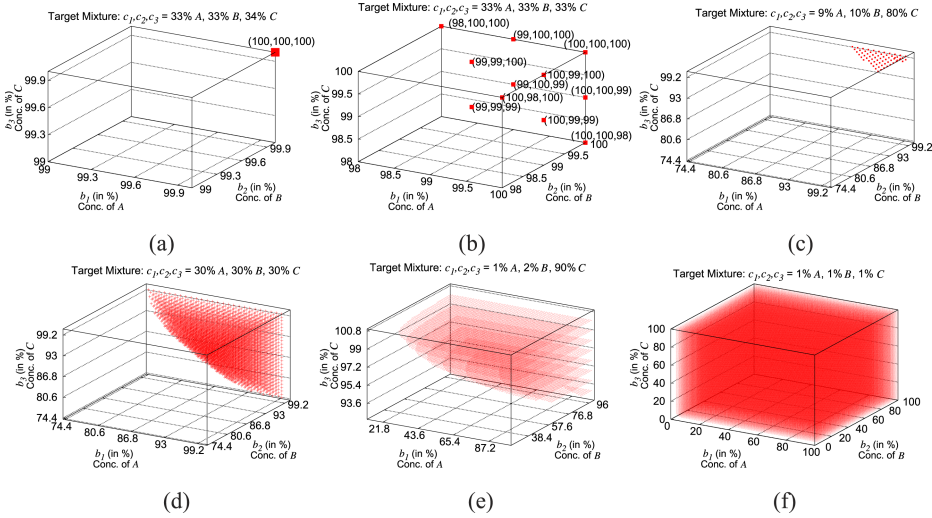 Target Mixture: c1,c2,c3 = 33% A, 33% B, 34% C
(100,100,100)
99.9
99.6
99.3
99
b3 (in %)
Conc. of C
99
99.3
99.6
99.9
b1 (in %)
Conc. of A
99
99.3
99.6
99.9
b2 (in %)
Conc. of B
(a)
Target Mixture: c1,c2,c3 = 33% A, 33% B, 33% C
(98,100,100)
(99,100,100)
(100,100,100)
(99,99,100)
(100,99,100)
(99,100,99)
(100,100,99)
(100,98,100)
(99,99,99)
(100,99,99)
(100,100,98)
100
99.5
99
98.5
98
b3 (in %)
Conc. of C
98
98.5
99
99.5
100
b1 (in %)
Conc. of A
98
98.5
99
99.5
100
b2 (in %)
Conc. of B
(b)
Target Mixture: c1,c2,c3 = 9% A, 10% B, 80% C
99.2
93
86.8
80.6
74.4
b3 (in %)
Conc. of C
74.4
80.6
86.8
93
99.2
b1 (in %)
Conc. of A
74.4
80.6
86.8
93
99.2
b2 (in %)
Conc. of B
(c)
Target Mixture: c1,c2,c3 = 30% A, 30% B, 30% C
99.2
93
86.8
80.6
74.4
b3 (in %)
Conc. of C
74.4
80.6
86.8
93
99.2
b1 (in %)
Conc. of A
74.4
80.6
86.8
93
99.2
b2 (in %)
Conc. of B
(d)
Target Mixture: c1,c2,c3 = 1% A, 2% B, 90% C
100.8
99
97.2
95.4
93.6
b3 (in %)
Conc. of C
21.8
43.6
65.4
87.2
b1 (in %)
Conc. of A
38.4
57.6
76.8
96
b2 (in %)
Conc. of B
(e)
Target Mixture: c1,c2,c3 = 1% A, 1% B, 1% C
100
80
60
40
20
0
b3 (in %)
Conc. of C
0
20
40
60
80
100
b1 (in %)
Conc. of A
0
20
40
60
80
100
b2 (in %)
Conc. of B
(f)